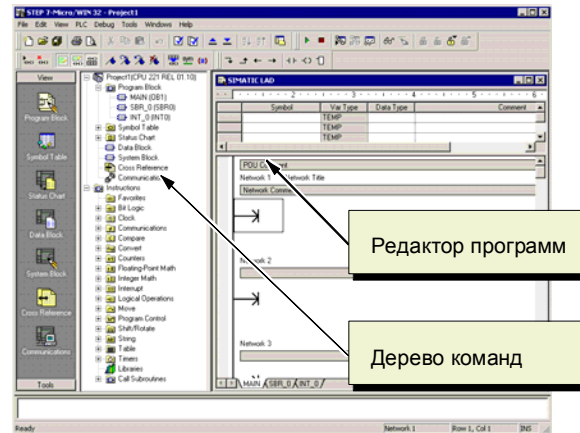 STEP 7-Micro/WIN 32 - Project1
File Edit View PLC Debug Tools Windows Help
View
Program Block
Symbol Table
Status Chart
Data Block
System Block
Cross Reference
Communications
Tools
Project1(CPU 221 REL 01.10)
Program Block
MAIN (OB1)
SBR_0 (SBR0)
INT_0 (INT0)
Symbol Table
Status Chart
Data Block
System Block
Cross Reference
Communications
Instructions
Favorites
Bit Logic
Clock
Communications
Compare
Convert
Counters
Floating-Point Math
Integer Math
Interrupt
Logical Operations
Move
Program Control
Shift/Rotate
String
Table
Timers
Libraries
Call Subroutines
SIMATIC LAD
3 4 5 6
Symbol Var Type Data Type Comment
TEMP
TEMP
TEMP
POU Comment
Network 1 Network Title
Network Comment
Network 2
Network 3
MAIN SBR_0 INT_0
Редактор программ
Дерево команд
Ready Network 1 Row 1, Col 1 INS